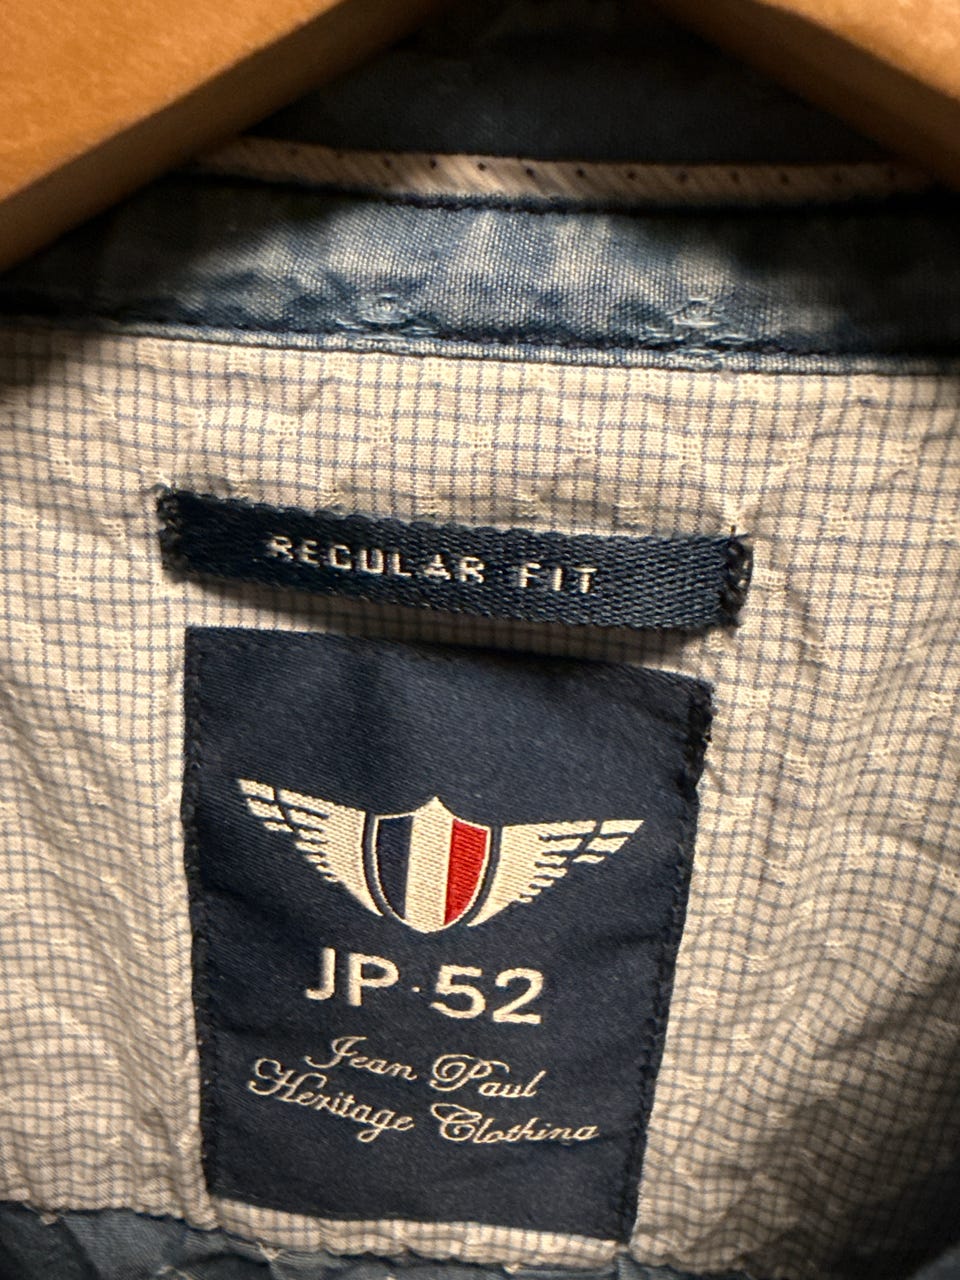 REGULAR FIT
JP·52
Jean Paul
Heritage Clothing